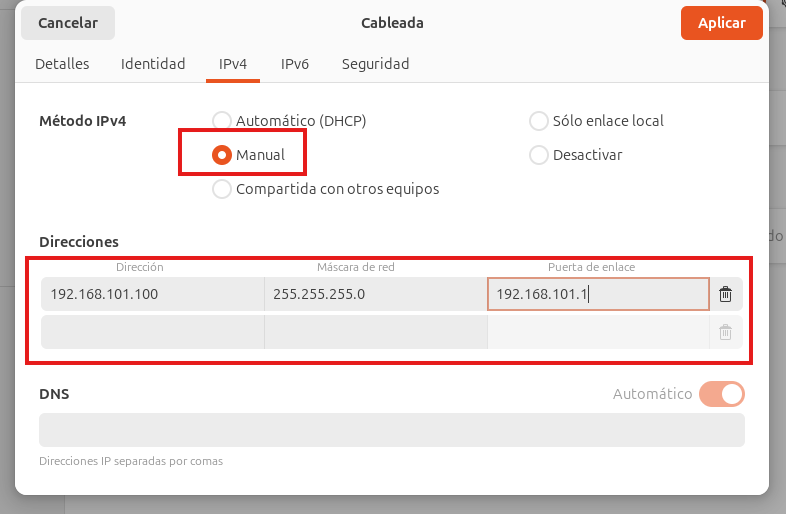 Cancelar Cableada Aplicar
Detalles Identidad IPv4 IPv6 Seguridad
Método IPv4 Automático (DHCP) Sólo enlace local
Manual Desactivar
Compartida con otros equipos
Direcciones
Dirección Máscara de red Puerta de enlace
192.168.101.100 255.255.255.0 192.168.101.1
DNS Automático
Direcciones IP separadas por comas